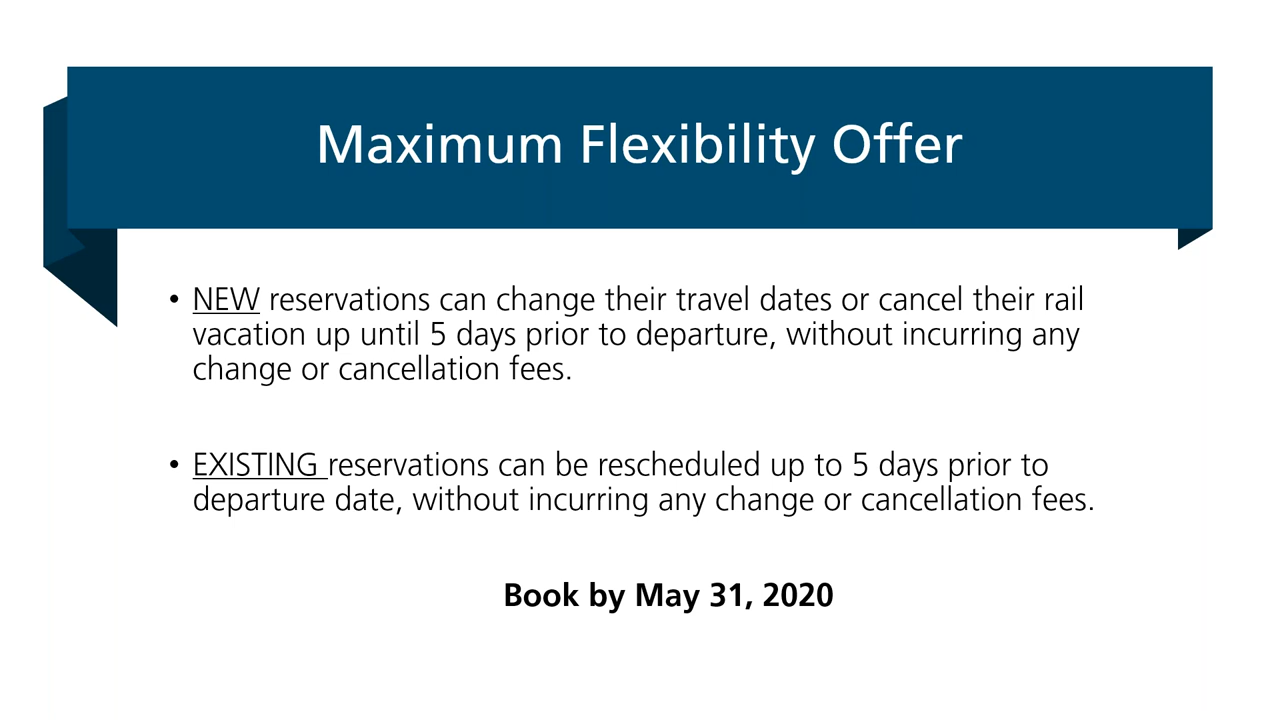 Maximum Flexibility Offer
• NEW reservations can change their travel dates or cancel their rail
vacation up until 5 days prior to departure, without incurring any
change or cancellation fees.
• EXISTING reservations can be rescheduled up to 5 days prior to
departure date, without incurring any change or cancellation fees.
Book by May 31, 2020